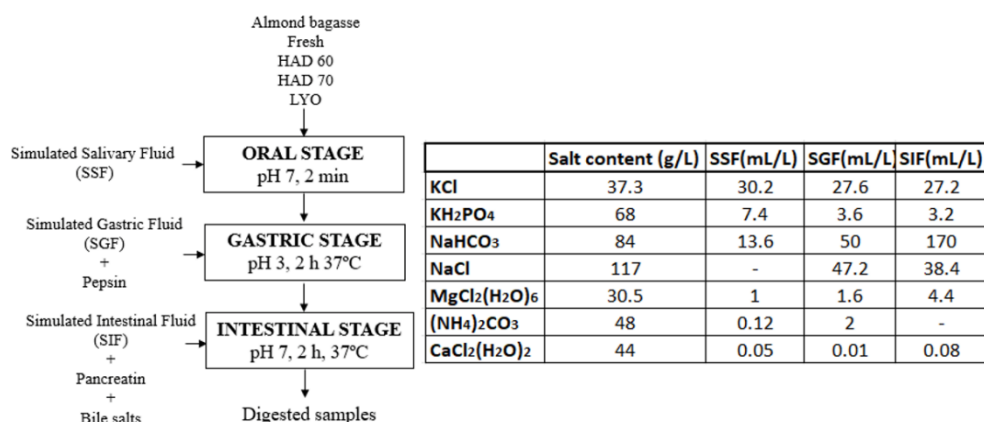 Almond bagasse
Fresh
HAD 60
HAD 70
LYO
Simulated Salivary Fluid
(SSF)
ORAL STAGE
pH 7, 2 min
Simulated Gastric Fluid
(SGF)
+
Pepsin
GASTRIC STAGE
pH 3, 2 h 37ºC
Simulated Intestinal Fluid
(SIF)
+
Pancreatin
+
Bile salts
INTESTINAL STAGE
pH 7, 2 h, 37ºC
Digested samples
Salt content (g/L) SSF(mL/L) SGF(mL/L) SIF(mL/L)
KCl 37.3 30.2 27.6 27.2
KH2PO4 68 7.4 3.6 3.2
NaHCO3 84 13.6 50 170
NaCl 117 - 47.2 38.4
MgCl2(H2O)6 30.5 1 1.6 4.4
(NH4)2CO3 48 0.12 2 -
CaCl2(H2O)2 44 0.05 0.01 0.08